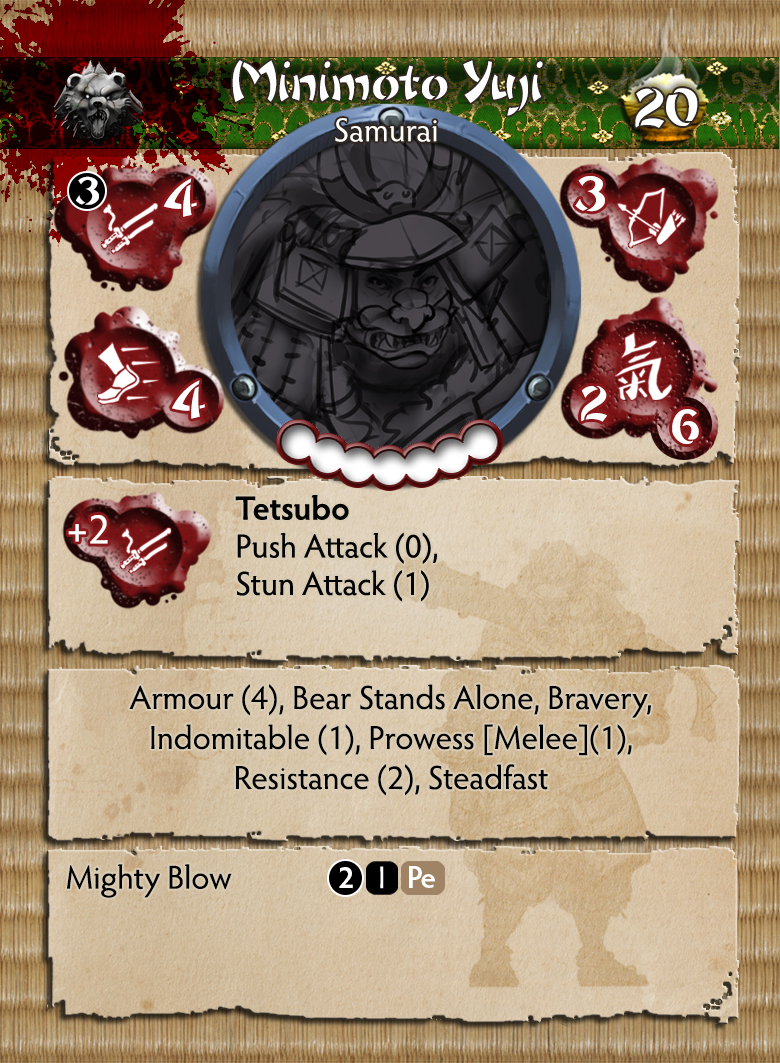 Minimoto Yuji
20
Samurai
3 4
3
4
氣
2 6
+2
Tetsubo
Push Attack (0),
Stun Attack (1)
Armour (4), Bear Stands Alone, Bravery,
Indomitable (1), Prowess [Melee](1),
Resistance (2), Steadfast
Mighty Blow 2 I Pe